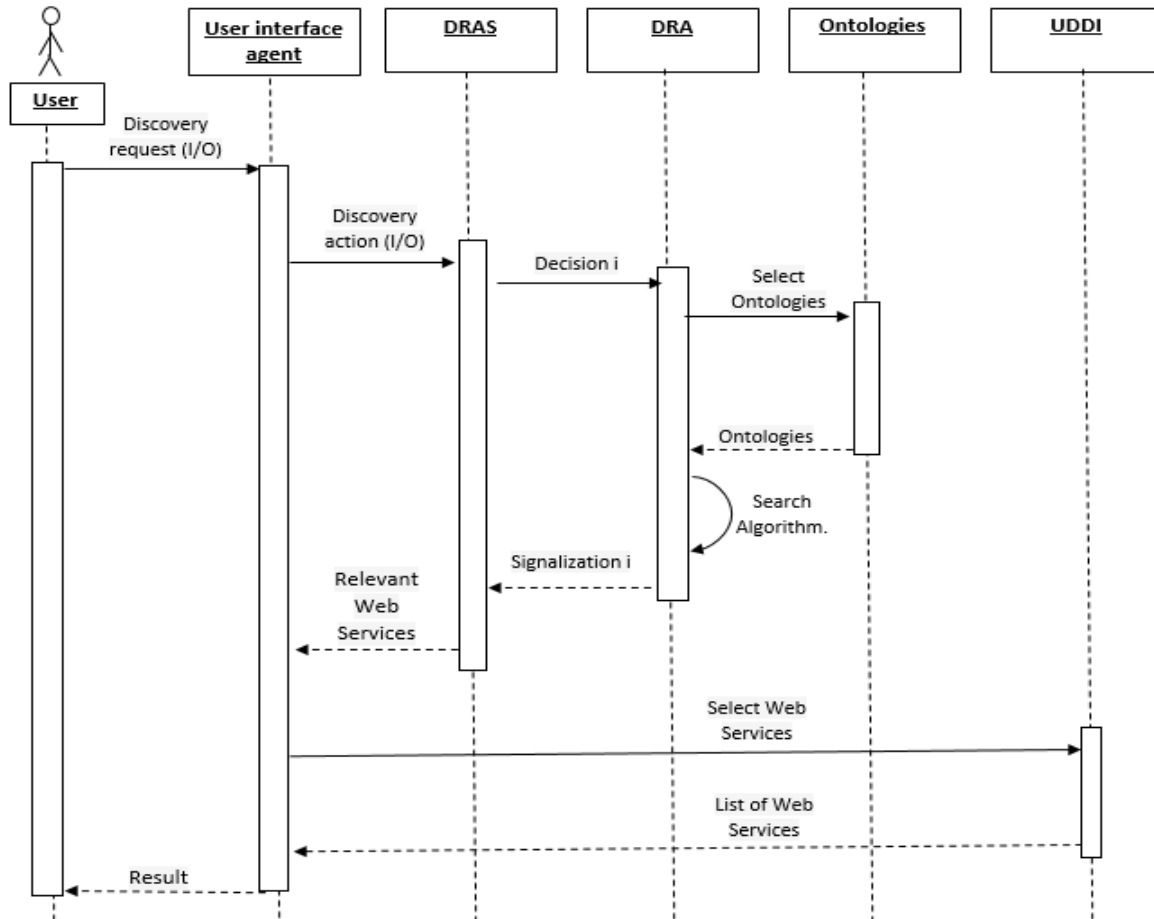 User interface
agent
DRAS
DRA
Ontologies
UDDI
User
Discovery
request (I/O)
Discovery
action (I/O)
Decision i
Select
Ontologies
Ontologies
Search
Algorithm.
Signalization i
Relevant
Web
Services
Select Web
Services
List of Web
Services
Result